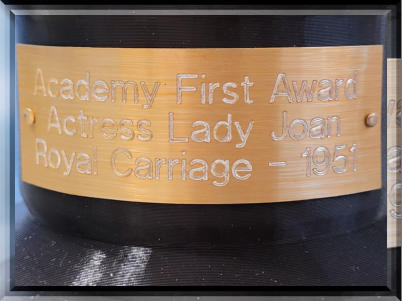 Academy First Award
Actress Lady Joan
Royal Carriage - 1951